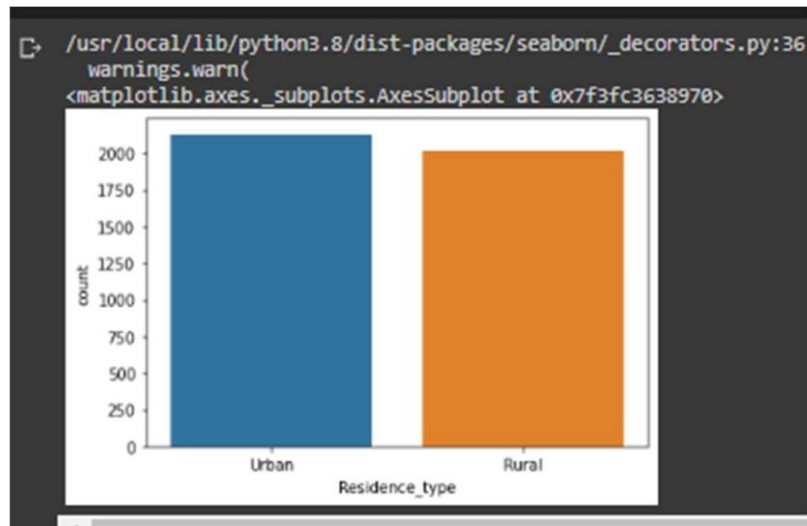 /usr/local/lib/python3.8/dist-packages/seaborn/_decorators.py:36
warnings.warn(
<matplotlib.axes._subplots.AxesSubplot at 0x7f3fc3638970>
2000
1750
1500
1250
1000
750
500
250
0
count
Urban Rural
Residence_type